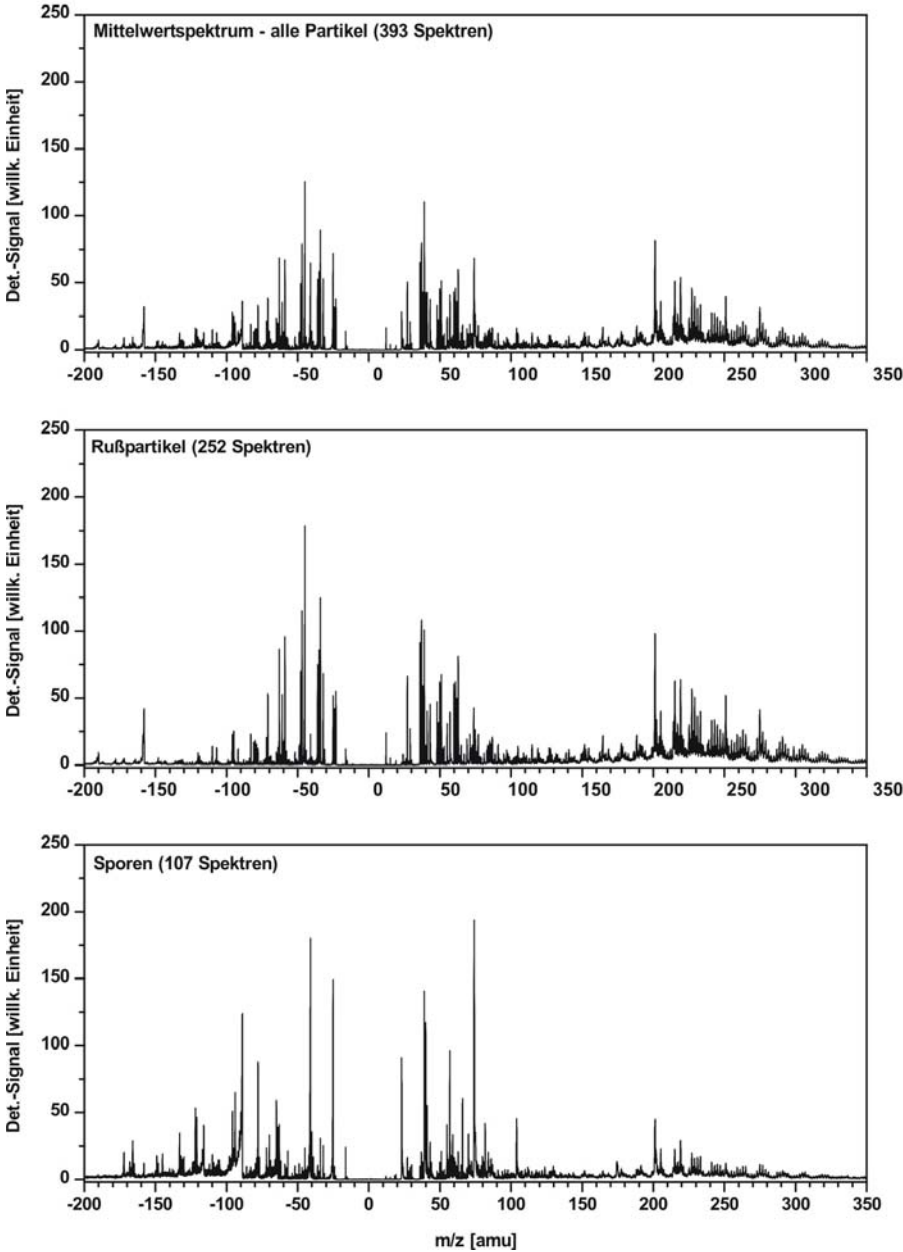 250
Mittelwertspektrum - alle Partikel (393 Spektren)
200
150
100
50
0
Det.-Signal [willk. Einheit]
-200 -150 -100 -50 0 50 100 150 200 250 300 350
250
Rußpartikel (252 Spektren)
200
150
100
50
0
Det.-Signal [willk. Einheit]
-200 -150 -100 -50 0 50 100 150 200 250 300 350
250
Sporen (107 Spektren)
200
150
100
50
0
Det.-Signal [willk. Einheit]
-200 -150 -100 -50 0 50 100 150 200 250 300 350
m/z [amu]